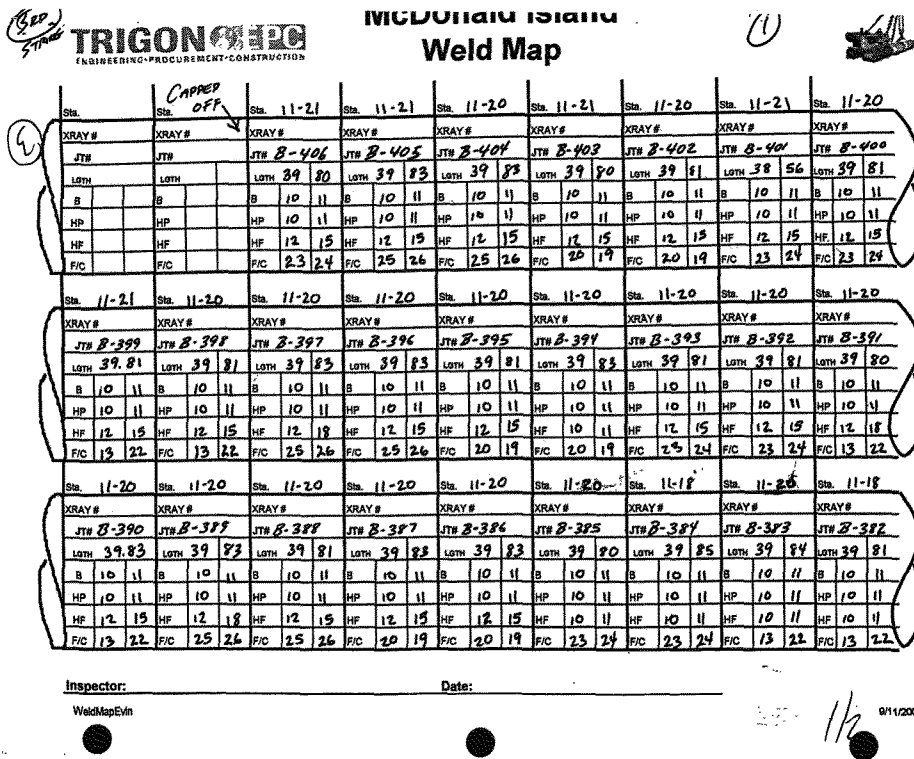 3RD
STRING
TRIGON EPC
ENGINEERING•PROCUREMENT•CONSTRUCTION
McDonald Island
Weld Map
1
CAPPED
OFF
Sta. Sta. Sta. 11-21 Sta. 11-21 Sta. 11-20 Sta. 11-21 Sta. 11-20 Sta. 11-21 Sta. 11-20
XRAY# XRAY# XRAY# XRAY# XRAY# XRAY# XRAY# XRAY# XRAY#
JT# JT# JT# B-406 JT# B-405 JT# B-404 JT# B-403 JT# B-402 JT# B-401 JT# B-400
LGTH LGTH LGTH 39 80 LGTH 39 83 LGTH 39 83 LGTH 39 80 LGTH 39 81 LGTH 38 56 LGTH 39 81
B B B 10 11 B 10 11 B 10 11 B 10 11 B 10 11 B 10 11 B 10 11
HP HP HP 10 11 HP 10 11 HP 10 11 HP 10 11 HP 10 11 HP 10 11 HP 10 11
HF HF HF 12 15 HF 12 15 HF 12 15 HF 12 15 HF 12 15 HF 12 15 HF 12 15
F/C F/C F/C 23 24 F/C 25 26 F/C 25 26 F/C 20 19 F/C 20 19 F/C 23 24 F/C 23 24
Sta. 11-21 Sta. 11-20 Sta. 11-20 Sta. 11-20 Sta. 11-20 Sta. 11-20 Sta. 11-20 Sta. 11-20 Sta. 11-20
XRAY# XRAY# XRAY# XRAY# XRAY# XRAY# XRAY# XRAY# XRAY#
JT# B-399 JT# B-398 JT# B-397 JT# B-396 JT# B-395 JT# B-394 JT# B-393 JT# B-392 JT# B-391
LGTH 39.81 LGTH 39 81 LGTH 39 83 LGTH 39 83 LGTH 39 81 LGTH 39 83 LGTH 39 81 LGTH 39 81 LGTH 39 80
B 10 11 B 10 11 B 10 11 B 10 11 B 10 11 B 10 11 B 10 11 B 10 11 B 10 11
HP 10 11 HP 10 11 HP 10 11 HP 10 11 HP 10 11 HP 10 11 HP 10 11 HP 10 11 HP 10 11
HF 12 15 HF 12 15 HF 12 18 HF 12 15 HF 12 15 HF 10 11 HF 12 15 HF 12 15 HF 12 18
F/C 13 22 F/C 13 22 F/C 25 26 F/C 25 26 F/C 20 19 F/C 20 19 F/C 23 24 F/C 23 24 F/C 13 22
Sta. 11-20 Sta. 11-20 Sta. 11-20 Sta. 11-20 Sta. 11-20 Sta. 11-20 Sta. 11-18 Sta. 11-20 Sta. 11-18
XRAY# XRAY# XRAY# XRAY# XRAY# XRAY# XRAY# XRAY# XRAY#
JT# B-390 JT# B-389 JT# B-388 JT# B-387 JT# B-386 JT# B-385 JT# B-384 JT# B-383 JT# B-382
LGTH 39.83 LGTH 39 83 LGTH 39 81 LGTH 39 83 LGTH 39 83 LGTH 39 80 LGTH 39 85 LGTH 39 84 LGTH 39 81
B 10 11 B 10 11 B 10 11 B 10 11 B 10 11 B 10 11 B 10 11 B 10 11 B 10 11
HP 10 11 HP 10 11 HP 10 11 HP 10 11 HP 10 11 HP 10 11 HP 10 11 HP 10 11 HP 10 11
HF 12 15 HF 12 18 HF 12 15 HF 12 15 HF 12 15 HF 10 11 HF 10 11 HF 10 11 HF 10 11
F/C 13 22 F/C 25 26 F/C 25 26 F/C 20 19 F/C 20 19 F/C 23 24 F/C 23 24 F/C 13 22 F/C 13 22
Inspector: Date:
WeldMapEvin
9/11/200